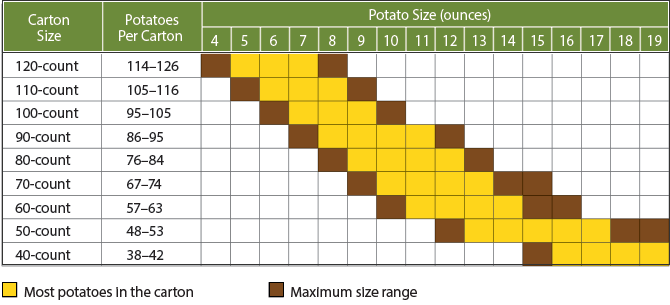 Carton Size
Potatoes Per Carton
Potato Size (ounces)
4 5 6 7 8 9 10 11 12 13 14 15 16 17 18 19
120-count 114–126
110-count 105–116
100-count 95–105
90-count 86–95
80-count 76–84
70-count 67–74
60-count 57–63
50-count 48–53
40-count 38–42
Most potatoes in the carton Maximum size range